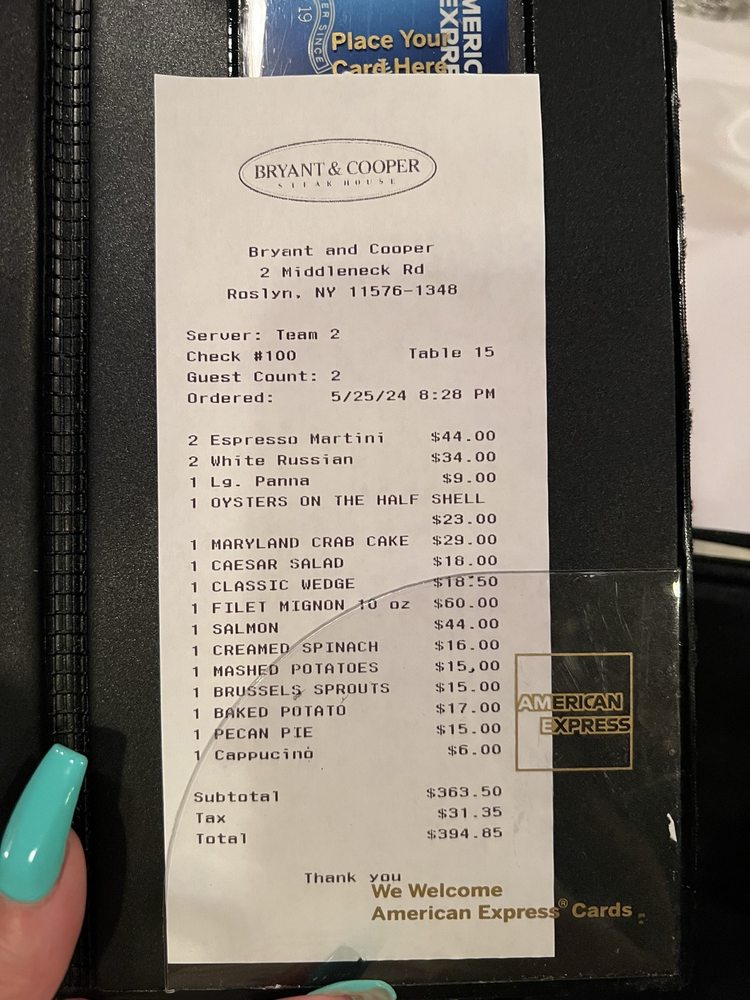 ER SINCE
19
AMERIC
EXPRE
Place Your
Card Here
BRYANT & COOPER
STEAK HOUSE
Bryant and Cooper
2 Middleneck Rd
Roslyn, NY 11576-1348
Server: Team 2
Check #100 Table 15
Guest Count: 2
Ordered: 5/25/24 8:28 PM
2 Espresso Martini $44.00
2 White Russian $34.00
1 Lg. Panna $9.00
1 OYSTERS ON THE HALF SHELL
$23.00
1 MARYLAND CRAB CAKE $29.00
1 CAESAR SALAD $18.00
1 CLASSIC WEDGE $18.50
1 FILET MIGNON 10 oz $60.00
1 SALMON $44.00
1 CREAMED SPINACH $16.00
1 MASHED POTATOES $15.00
1 BRUSSELS SPROUTS $15.00
1 BAKED POTATO $17.00
1 PECAN PIE $15.00
1 Cappucino $6.00
Subtotal $363.50
Tax $31.35
Total $394.85
Thank you
AMERICAN
EXPRESS
We Welcome
American Express® Cards